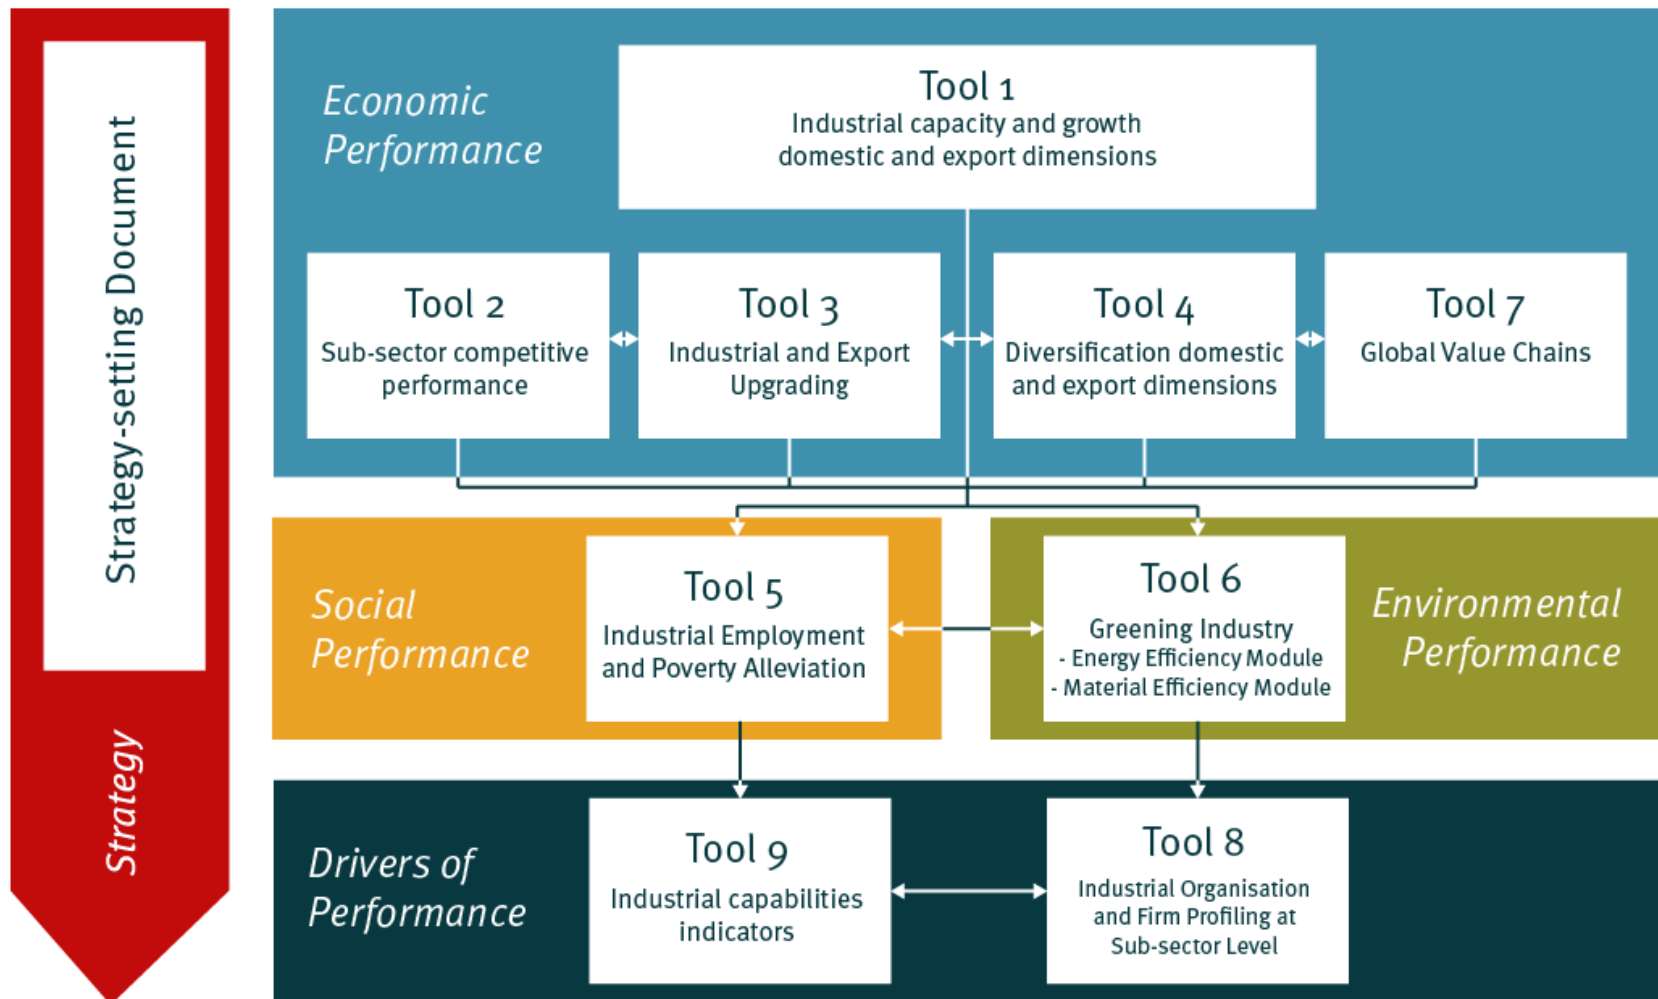 Strategy-setting Document
Strategy
Economic
Performance
Tool 1
Industrial capacity and growth
domestic and export dimensions
Tool 2
Sub-sector competitive
performance
Tool 3
Industrial and Export
Upgrading
Tool 4
Diversification domestic
and export dimensions
Tool 7
Global Value Chains
Social
Performance
Tool 5
Industrial Employment
and Poverty Alleviation
Tool 6
Greening Industry
- Energy Efficiency Module
- Material Efficiency Module
Environmental
Performance
Drivers of
Performance
Tool 9
Industrial capabilities
indicators
Tool 8
Industrial Organisation
and Firm Profiling at
Sub-sector Level